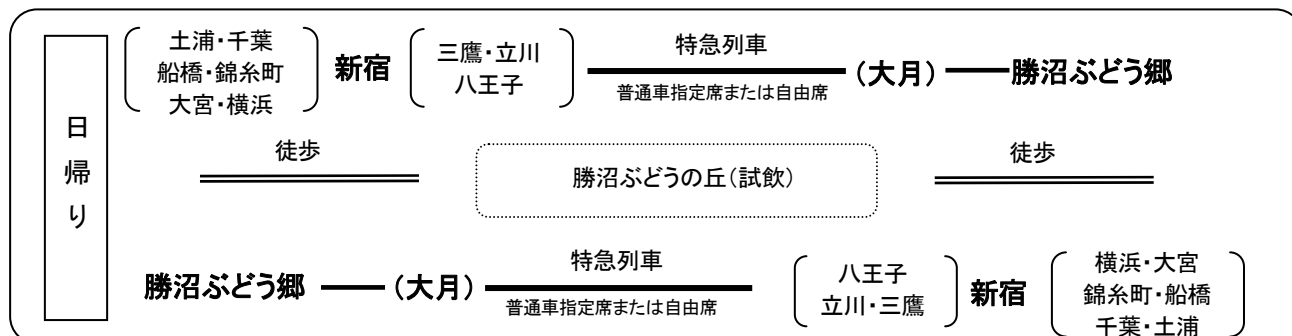 日帰り
土浦・千葉
船橋・錦糸町
大宮・横浜
新宿
三鷹・立川
八王子
特急列車
普通車指定席または自由席
(大月)
勝沼ぶどう郷
徒歩
勝沼ぶどうの丘(試飲)
徒歩
勝沼ぶどう郷
(大月)
特急列車
普通車指定席または自由席
八王子
立川・三鷹
新宿
横浜・大宮
錦糸町・船橋
千葉・土浦